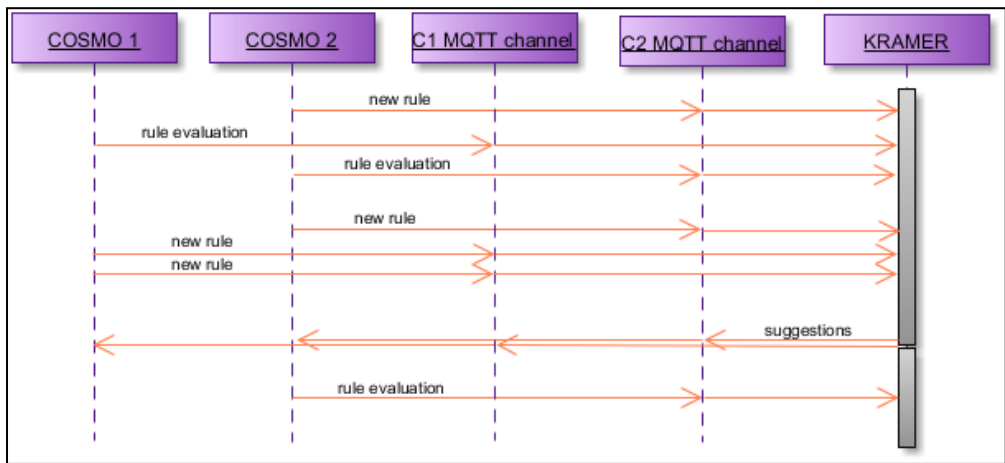 COSMO 1
COSMO 2
C1 MQTT channel
C2 MQTT channel
KRAMER
new rule
rule evaluation
rule evaluation
new rule
new rule
new rule
suggestions
rule evaluation